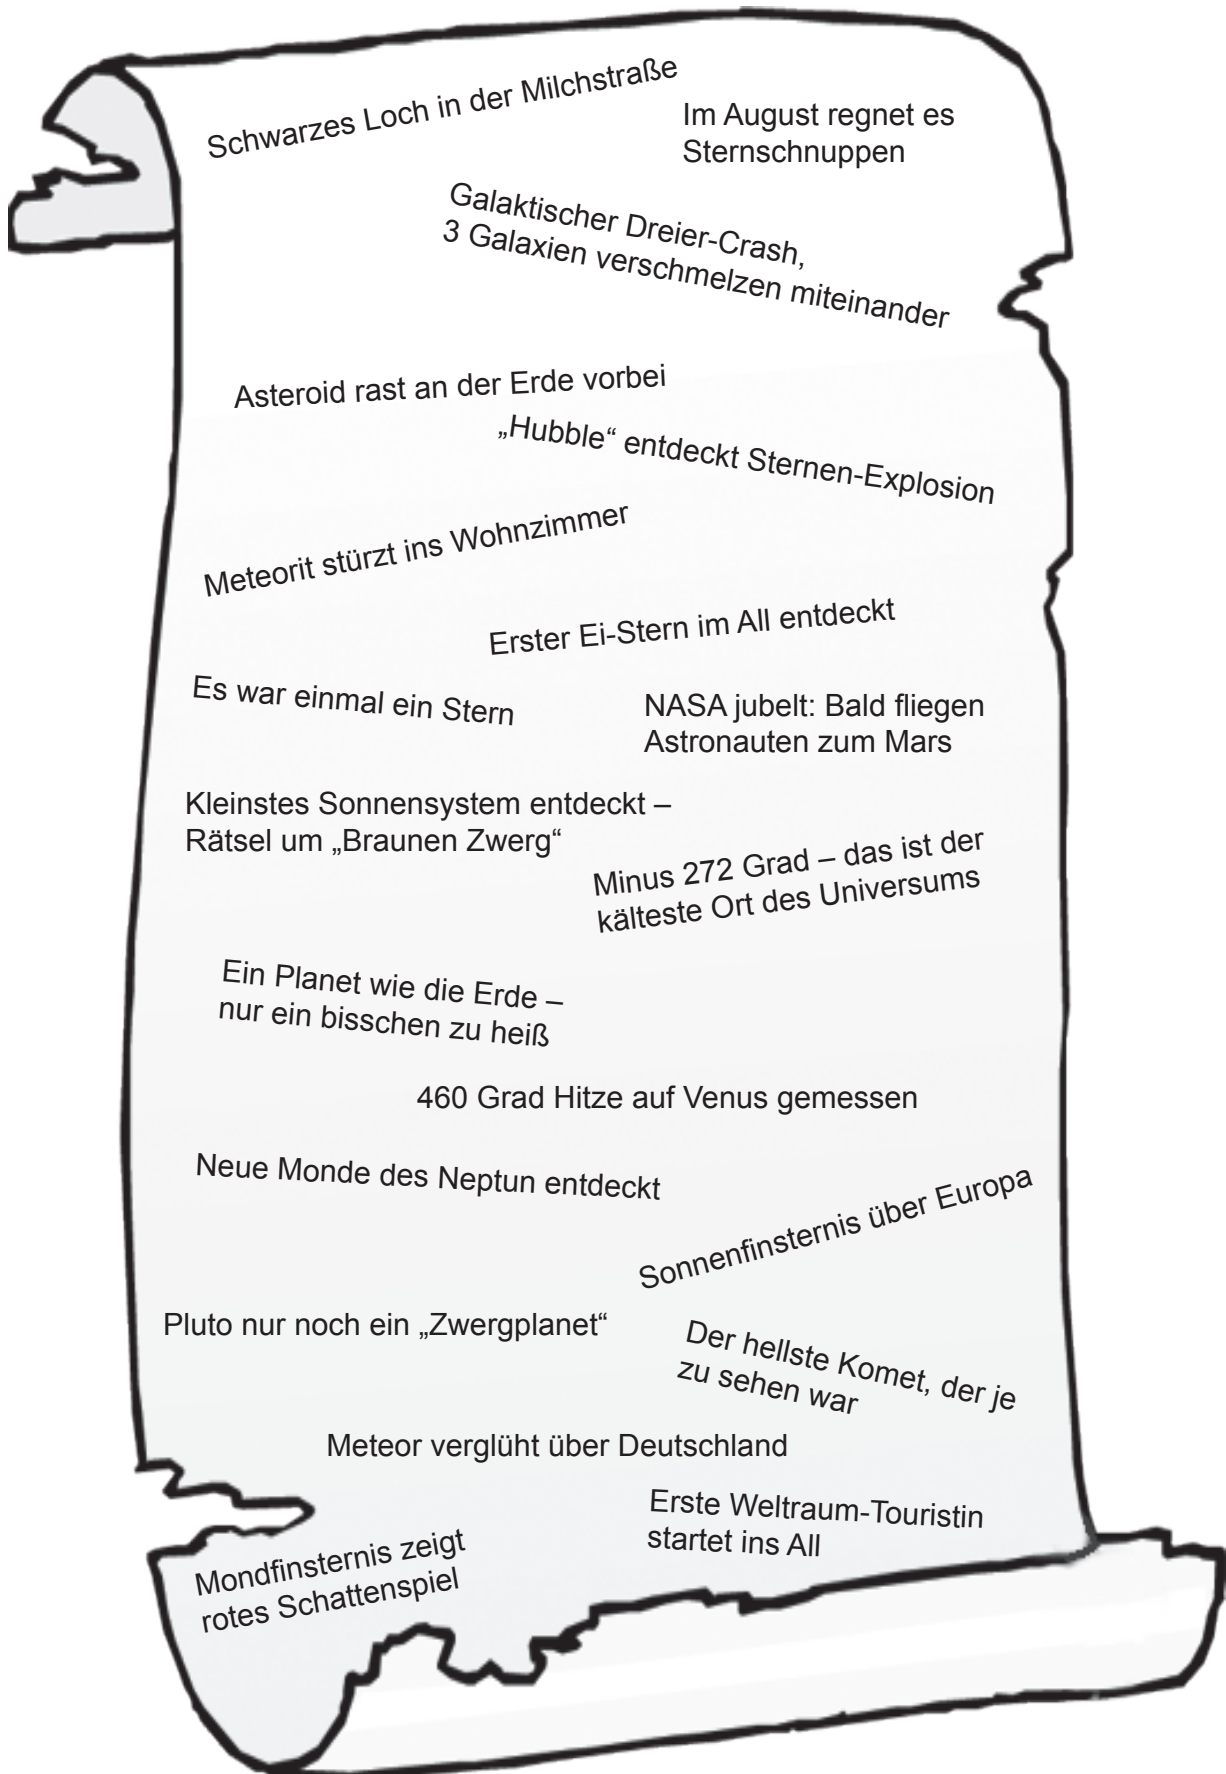 Schwarzes Loch in der Milchstraße
Im August regnet es
Sternschnuppen
Galaktischer Dreier-Crash,
3 Galaxien verschmelzen miteinander
Asteroid rast an der Erde vorbei
„Hubble“ entdeckt Sternen-Explosion
Meteorit stürzt ins Wohnzimmer
Erster Ei-Stern im All entdeckt
Es war einmal ein Stern
NASA jubelt: Bald fliegen
Astronauten zum Mars
Kleinstes Sonnensystem entdeckt –
Rätsel um „Braunen Zwerg“
Minus 272 Grad – das ist der
kälteste Ort des Universums
Ein Planet wie die Erde –
nur ein bisschen zu heiß
460 Grad Hitze auf Venus gemessen
Neue Monde des Neptun entdeckt
Sonnenfinsternis über Europa
Pluto nur noch ein „Zwergplanet“
Der hellste Komet, der je
zu sehen war
Meteor verglüht über Deutschland
Erste Weltraum-Touristin
startet ins All
Mondfinsternis zeigt
rotes Schattenspiel